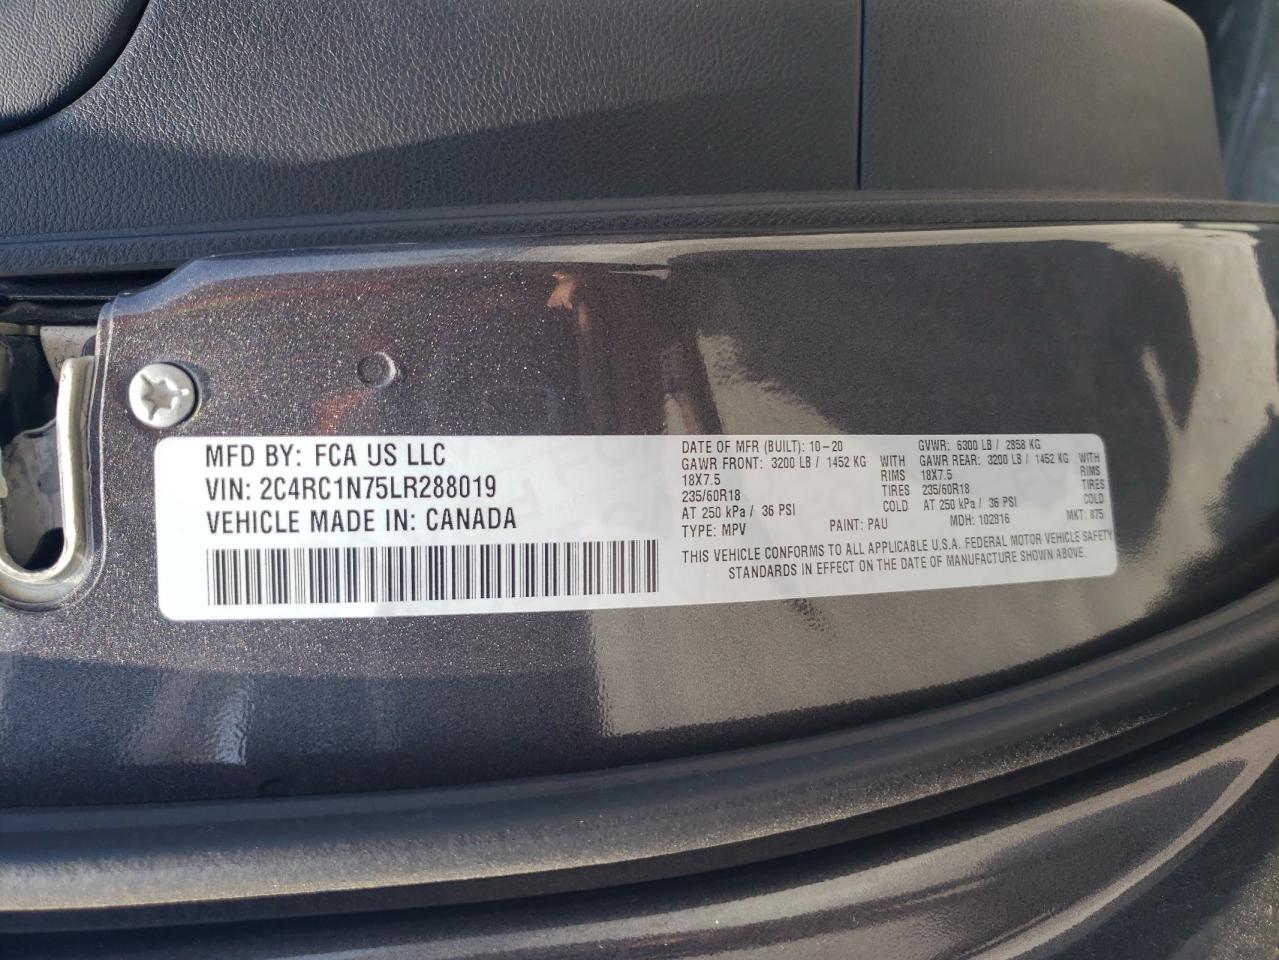 MFD BY: FCA US LLC
VIN: 2C4RC1N75LR288019
VEHICLE MADE IN: CANADA
DATE OF MFR (BUILT): 10-20
GAWR FRONT: 3200 LB / 1452 KG WITH
18X7.5 RIMS
235/60R18 TIRES
AT 250 kPa / 36 PSI COLD
TYPE: MPV PAINT: PAU
GVWR: 6300 LB / 2858 KG
GAWR REAR: 3200 LB / 1452 KG WITH
18X7.5 RIMS
235/60R18 TIRES
AT 250 kPa / 36 PSI COLD
MDH: 102816 MKT: 875
THIS VEHICLE CONFORMS TO ALL APPLICABLE U.S.A. FEDERAL MOTOR VEHICLE SAFETY
STANDARDS IN EFFECT ON THE DATE OF MANUFACTURE SHOWN ABOVE.